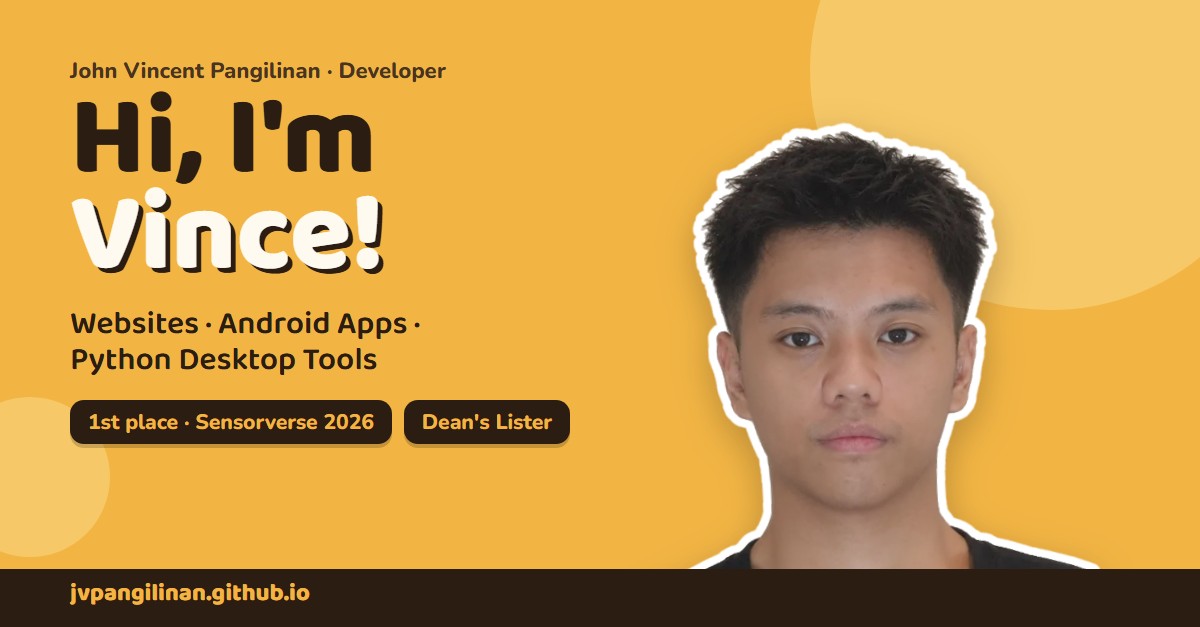 John Vincent Pangilinan · Developer
Hi, I'm
Vince!
Websites · Android Apps ·
Python Desktop Tools
1st place · Sensorverse 2026
Dean's Lister
jvpangilinan.github.io